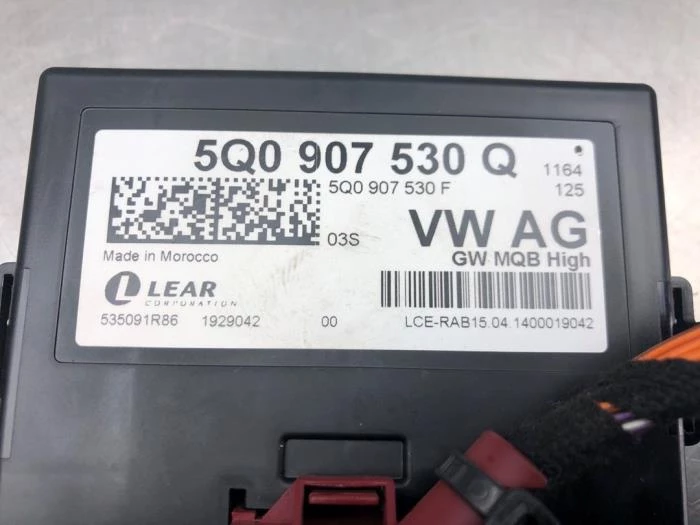 5Q0 907 530 Q
1164
5Q0 907 530 F
125
03S
VW AG
Made in Morocco
GW MQB High
LEAR
CORPORATION
535091R86 1929042 00 LCE-RAB15.04.1400019042